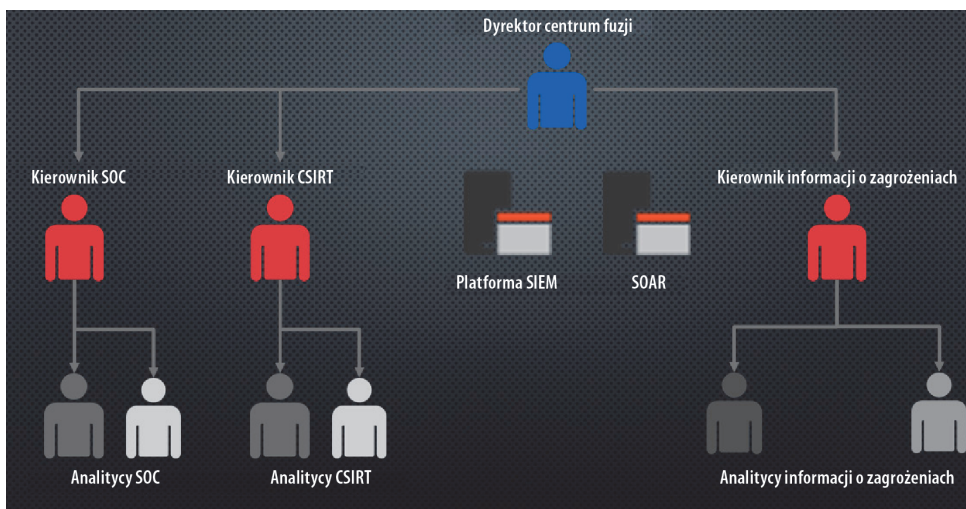 Dyrektor centrum fuzji
Kierownik SOC
Kierownik CSIRT
Kierownik informacji o zagrożeniach
Platforma SIEM
SOAR
Analitycy SOC
Analitycy CSIRT
Analitycy informacji o zagrożeniach